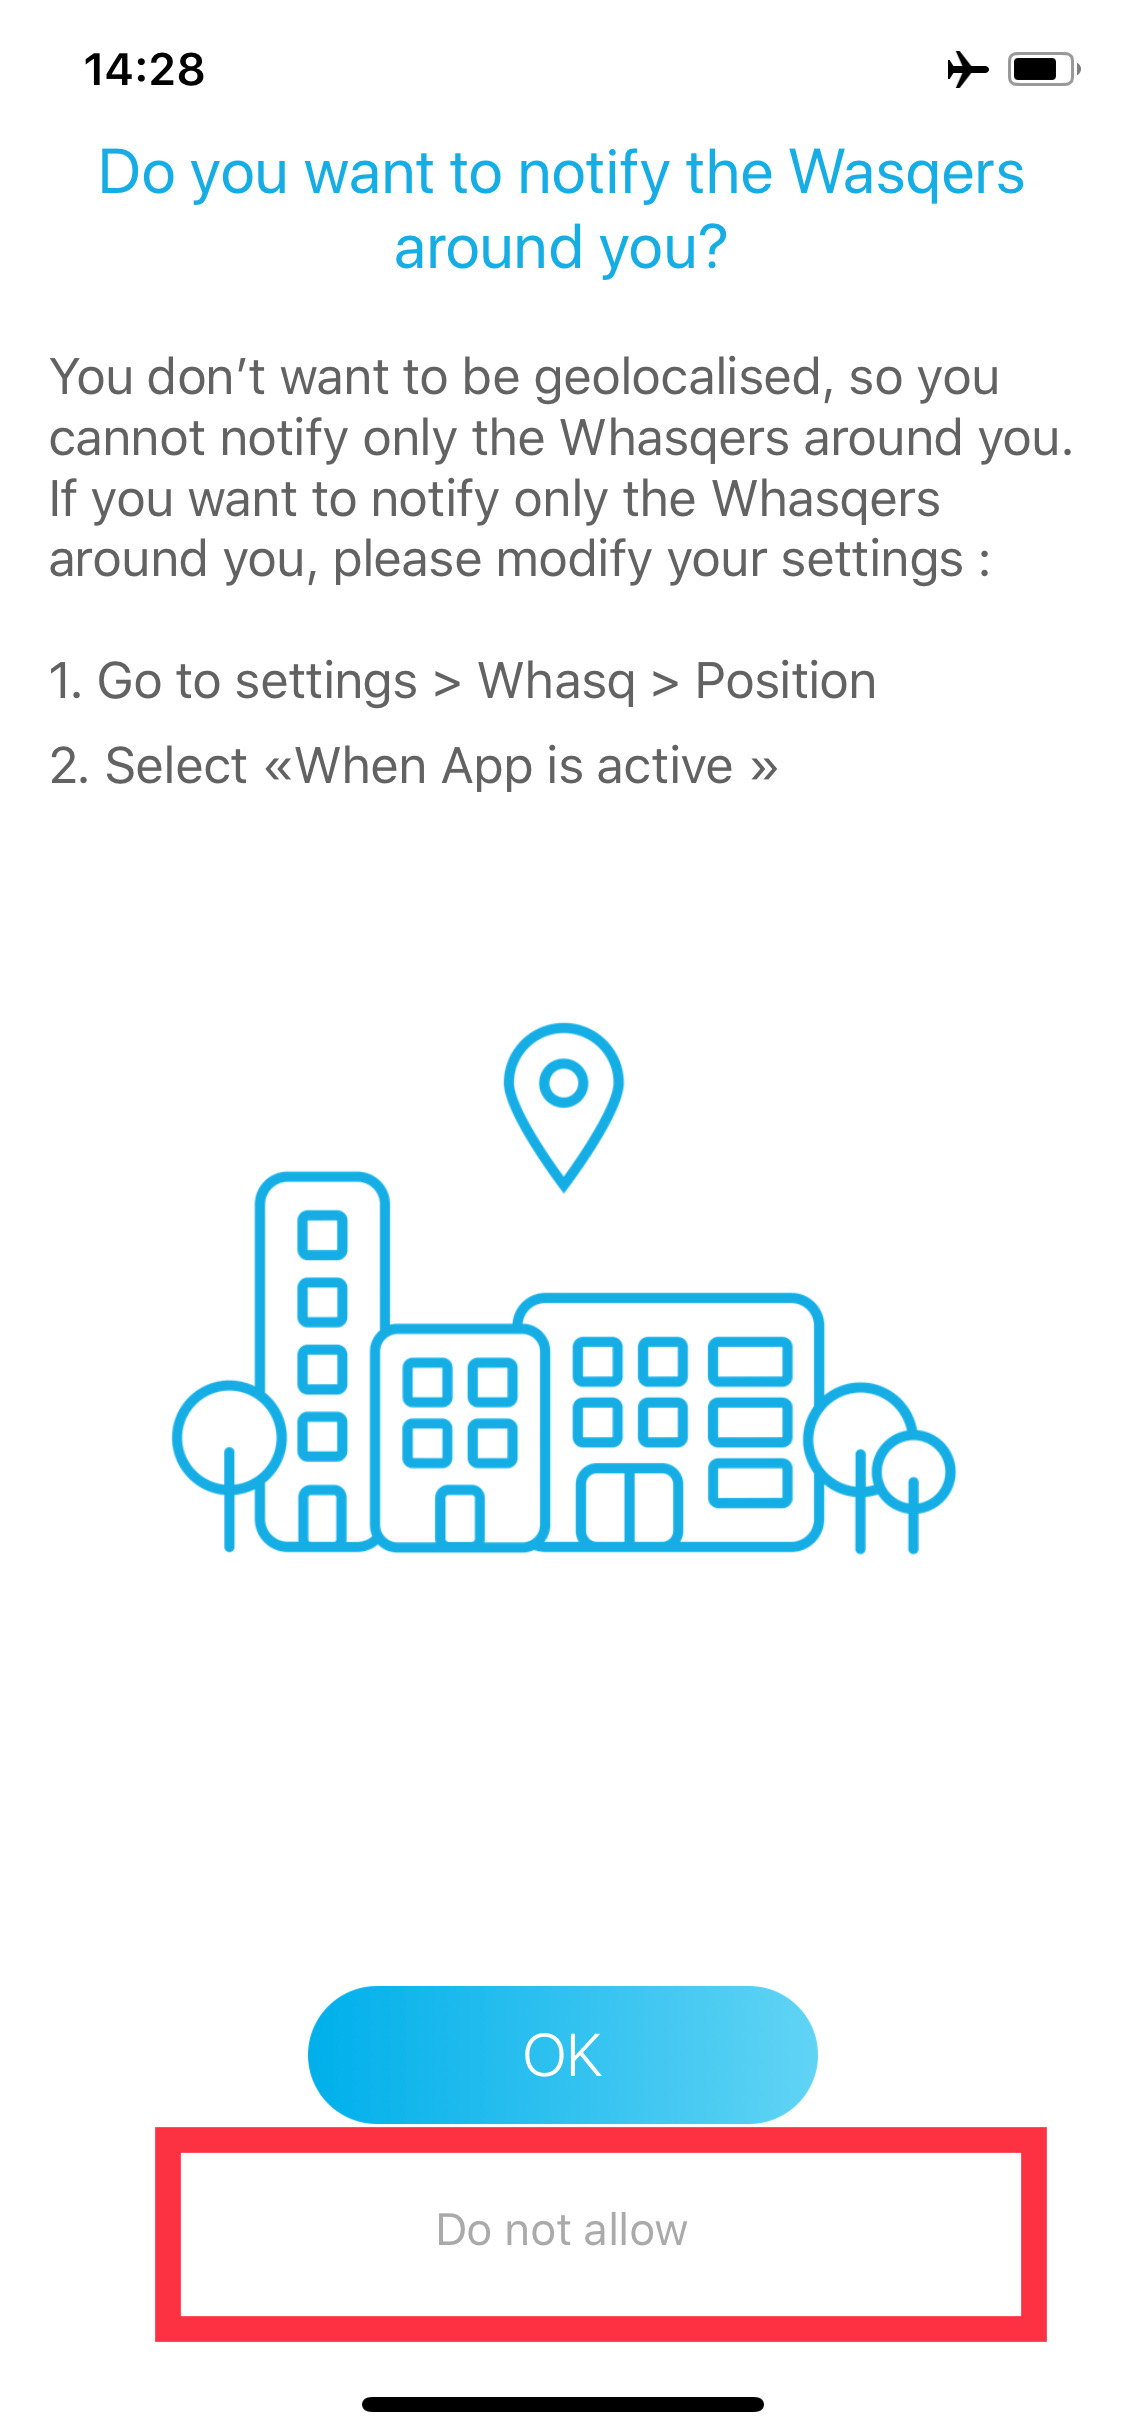 14:28
Do you want to notify the Wasqers
around you?
You don’t want to be geolocalised, so you
cannot notify only the Whasqers around you.
If you want to notify only the Whasqers
around you, please modify your settings :
1. Go to settings > Whasq > Position
2. Select «When App is active »
OK
Do not allow